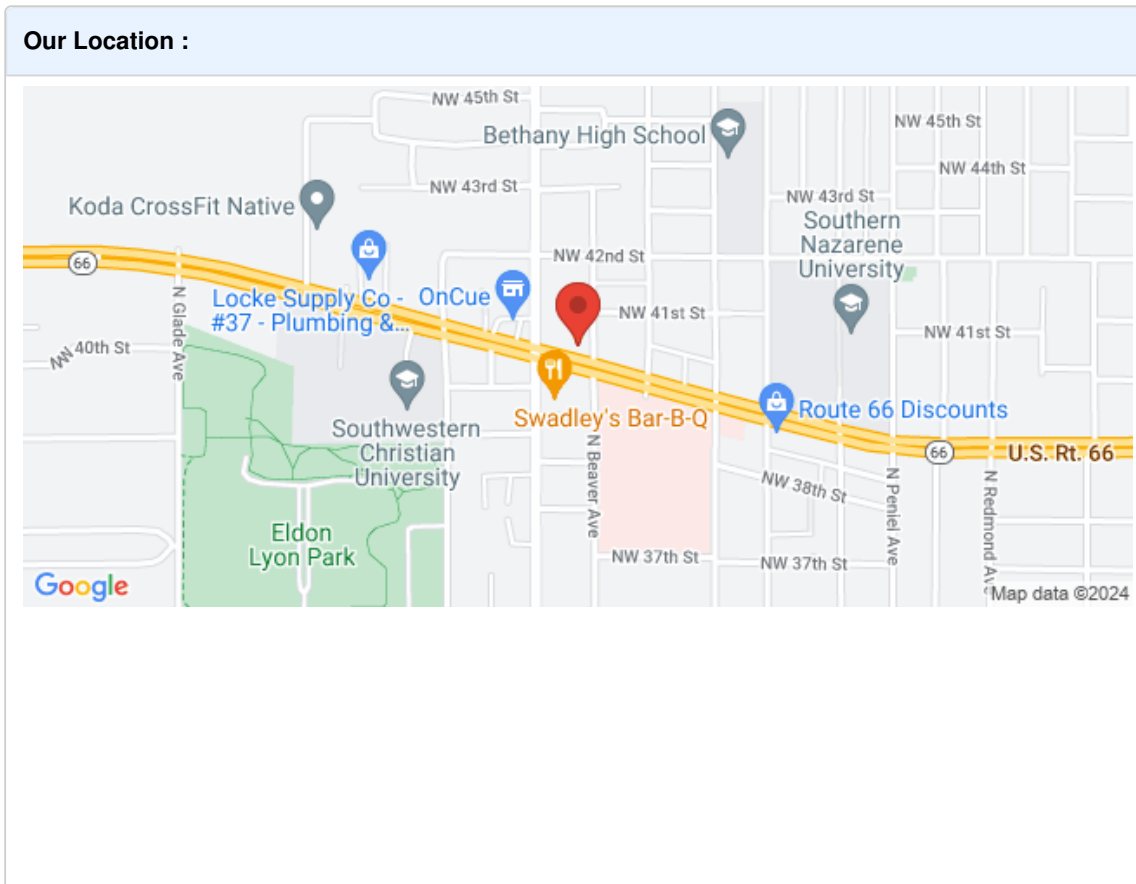 Our Location :
NW 45th St
Bethany High School
NW 45th St
NW 44th St
NW 43rd St
NW 43rd St
Koda CrossFit Native
Southern
Nazarene
University
NW 42nd St
66
Locke Supply Co -
#37 - Plumbing &...
OnCue
NW 41st St
NW 41st St
N Glade Ave
NW 40th St
Swadley's Bar-B-Q
Route 66 Discounts
Southwestern
Christian
University
66
U.S. Rt. 66
N Beaver Ave
NW 38th St
N Peniel Ave
N Redmond Ave
Eldon
Lyon Park
NW 37th St
NW 37th St
Google
Map data ©2024